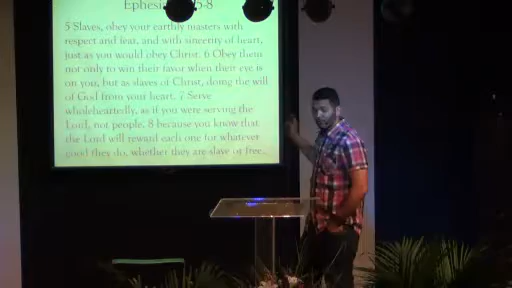 Ephesi 5-8
5 Slaves, obey your earthly masters with
respect and fear, and with sincerity of heart,
just as you would obey Christ. 6 Obey them
not only to win their favor when their eye is
on you, but as slaves of Christ, doing the will
of God from your heart. 7 Serve
wholeheartedly, as if you were serving the
Lord, not people, 8 because you know that
the Lord will reward each one for whatever
good they do, whether they are slave or free.